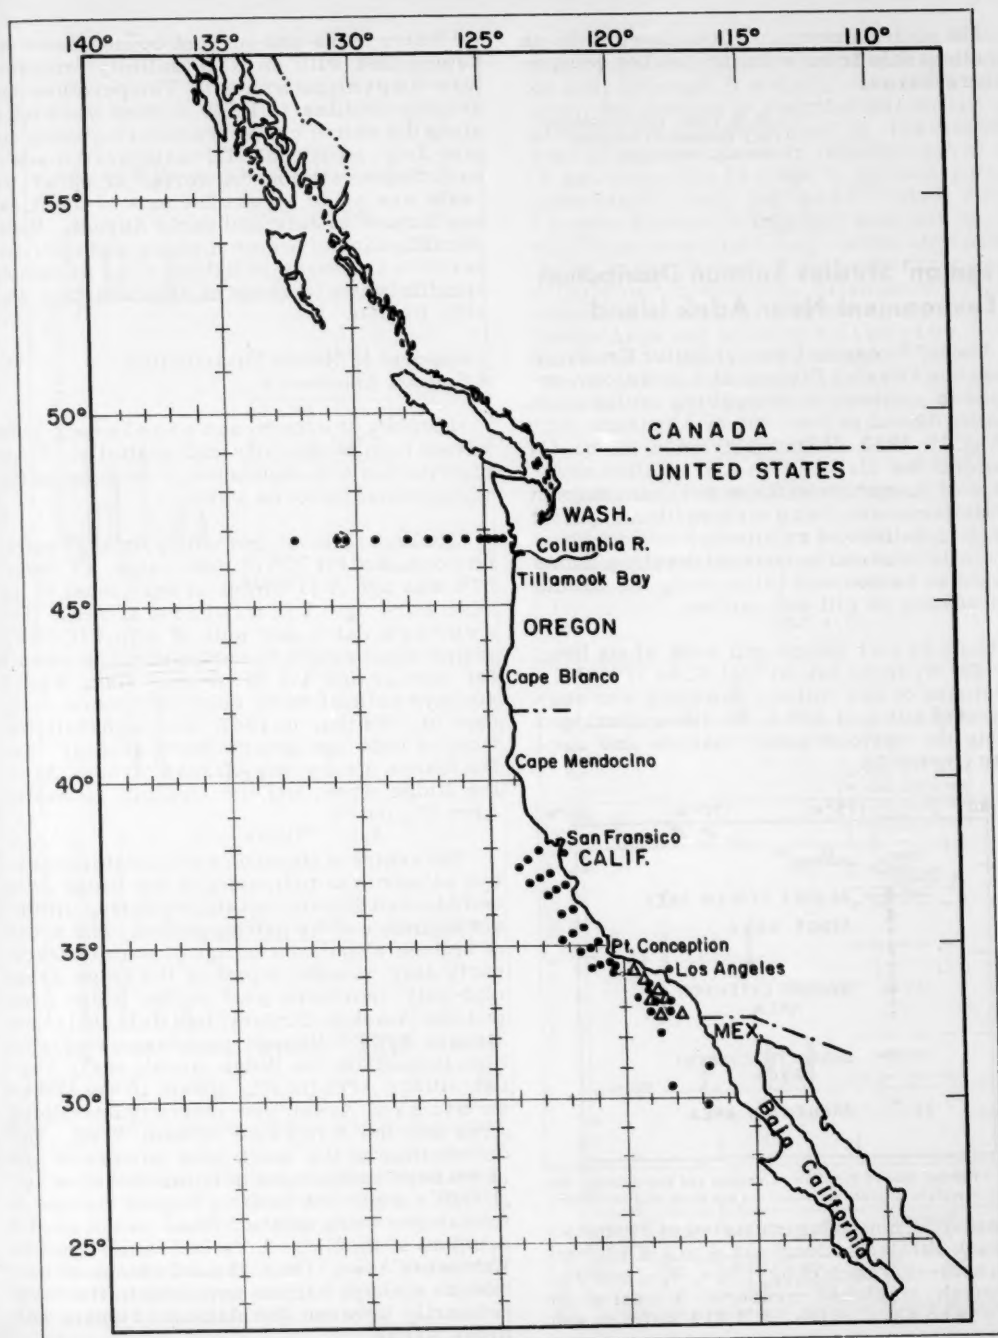 140° 135° 130° 125° 120° 115° 110°
55°
50°
CANADA
UNITED STATES
WASH.
Columbia R.
Tillamook Bay
45°
OREGON
Cape Blanco
Cape Mendocino
40°
San Fransico
CALIF.
35°
Pt. Conception
Los Angeles
MEX.
30°
Baja
California
25°